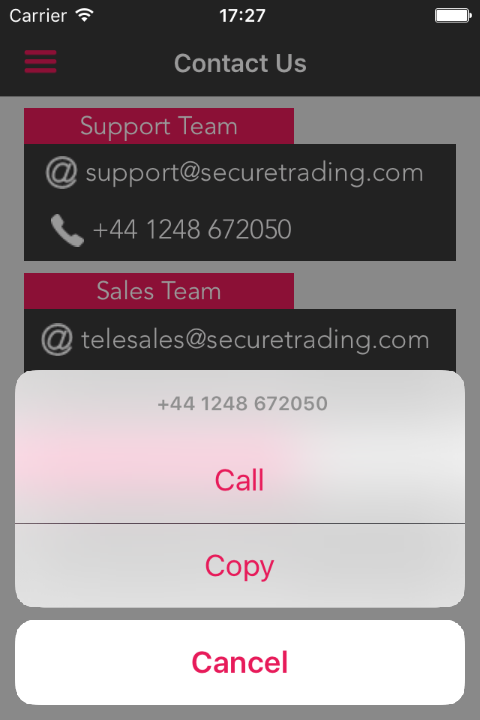 Carrier 17:27
Contact Us
Support Team
support@securetrading.com
+44 1248 672050
Sales Team
telesales@securetrading.com
+44 1248 672050
Call
Copy
Cancel